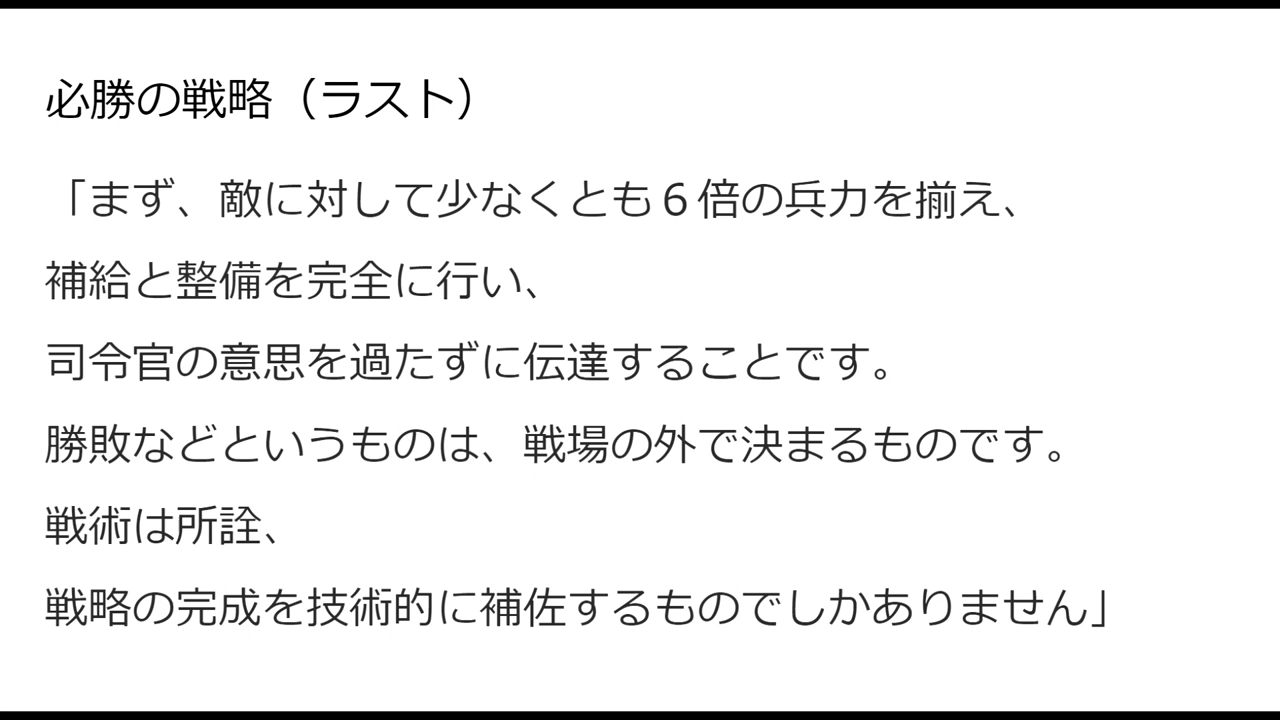 必勝の戦略（ラスト）
「まず、敵に対して少なくとも６倍の兵力を揃え、
補給と整備を完全に行い、
司令官の意思を過たずに伝達することです。
勝敗などというものは、戦場の外で決まるものです。
戦術は所詮、
戦略の完成を技術的に補佐するものでしかありません」